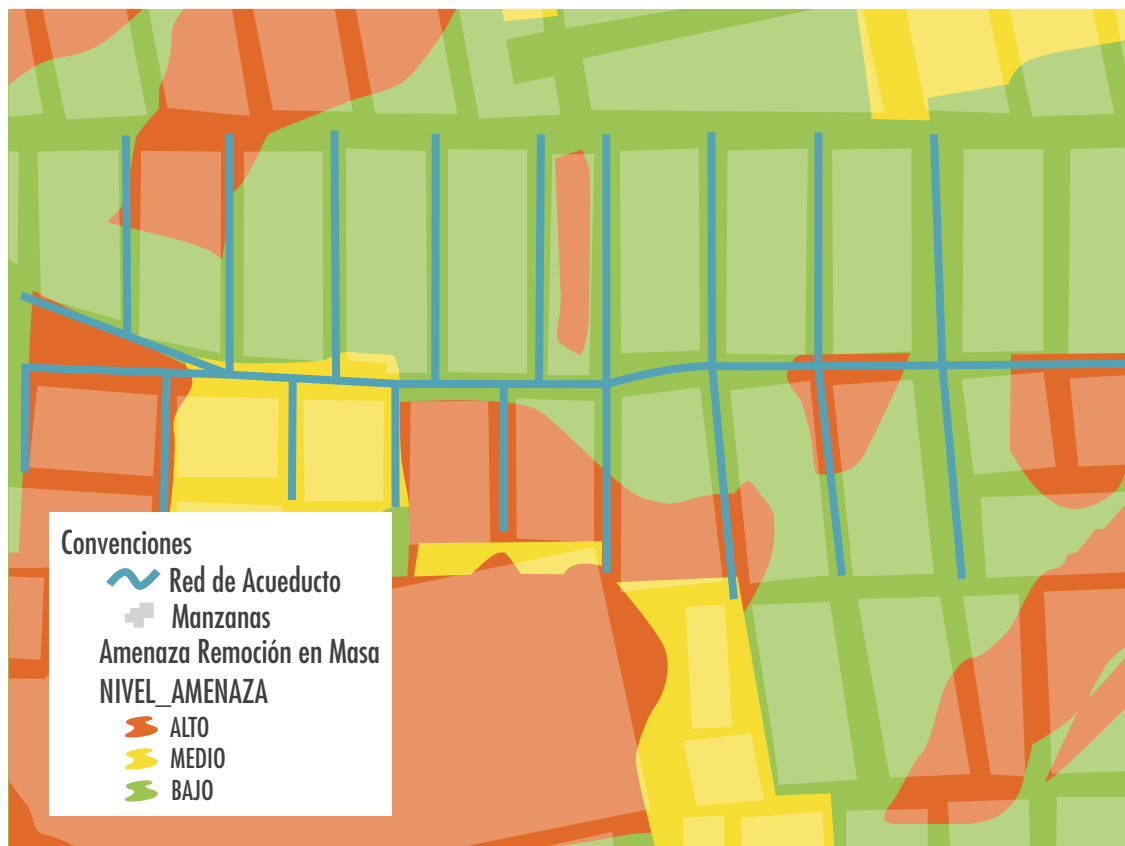 Convenciones
Red de Acueducto
Manzanas
Amenaza Remoción en Masa
NIVEL_AMENAZA
ALTO
MEDIO
BAJO